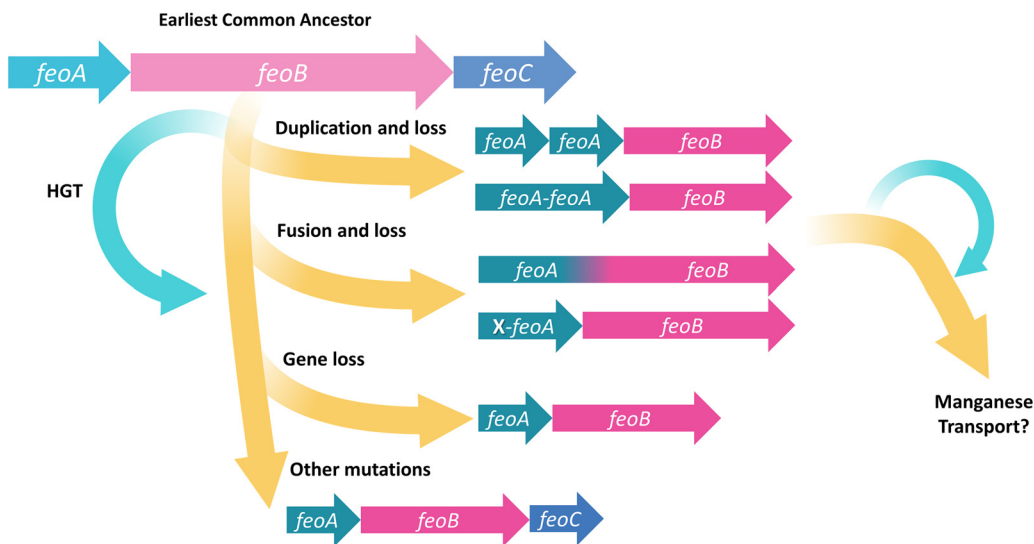 Earliest Common Ancestor
feoA feoB feoC
Duplication and loss
feoA feoA feoB
feoA-feoA feoB
HGT
Fusion and loss
feoA feoB
X-feoA feoB
Gene loss
feoA feoB
Manganese
Transport?
Other mutations
feoA feoB feoC